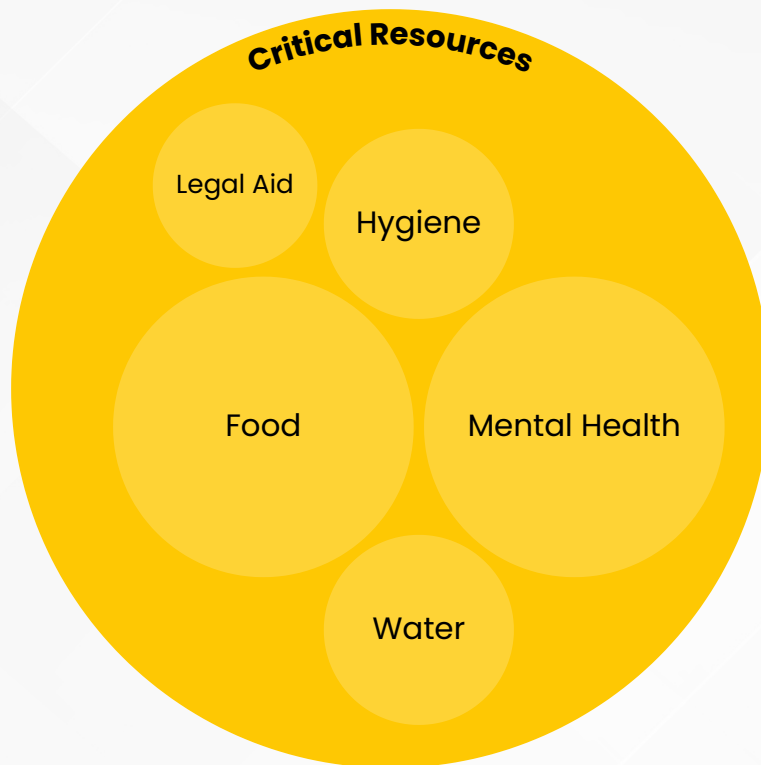 Critical Resources
Legal Aid
Hygiene
Food
Mental Health
Water